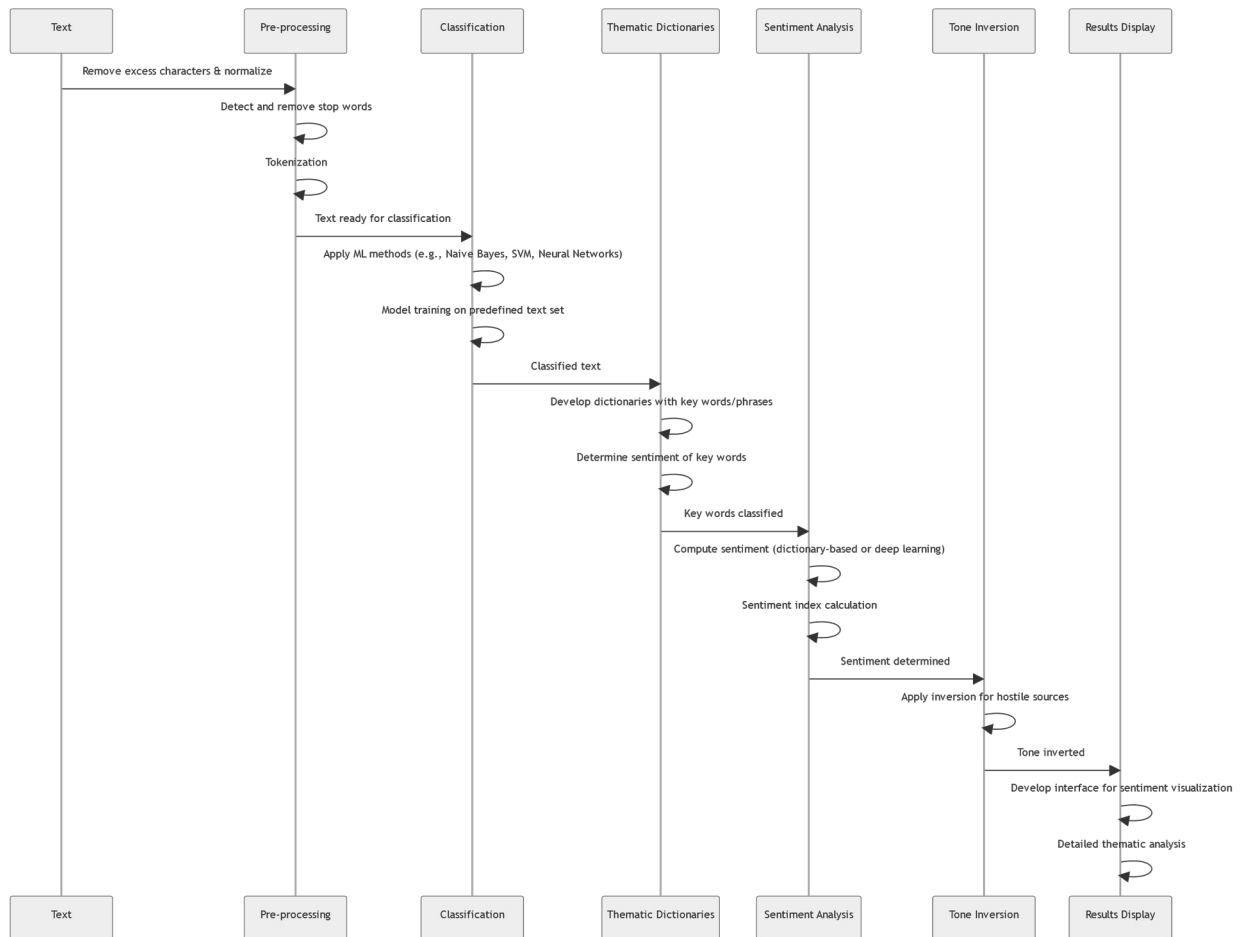 Text
Pre-processing
Classification
Thematic Dictionaries
Sentiment Analysis
Tone Inversion
Results Display
Remove excess characters & normalize
Detect and remove stop words
Tokenization
Text ready for classification
Apply ML methods (e.g., Naive Bayes, SVM, Neural Networks)
Model training on predefined text set
Classified text
Develop dictionaries with key words/phrases
Determine sentiment of key words
Key words classified
Compute sentiment (dictionary-based or deep learning)
Sentiment index calculation
Sentiment determined
Apply inversion for hostile sources
Tone inverted
Develop interface for sentiment visualization
Detailed thematic analysis
Text
Pre-processing
Classification
Thematic Dictionaries
Sentiment Analysis
Tone Inversion
Results Display